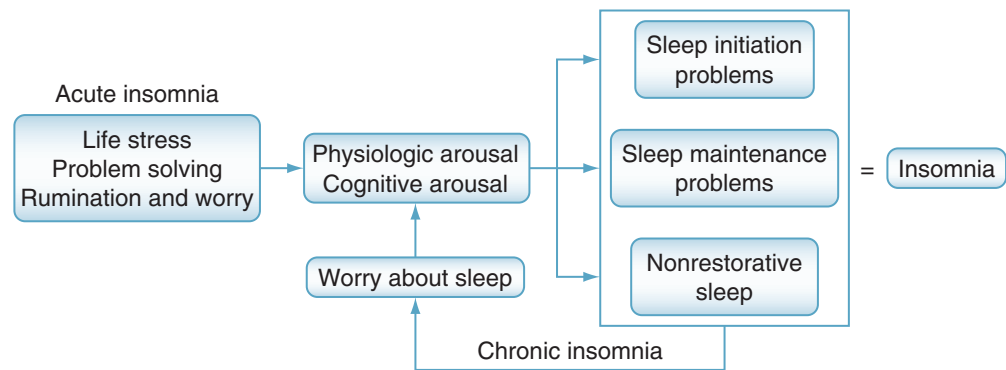 Acute insomnia
Life stress
Problem solving
Rumination and worry
Physiologic arousal
Cognitive arousal
Worry about sleep
Chronic insomnia
Sleep initiation
problems
Sleep maintenance
problems
Nonrestorative
sleep
= Insomnia